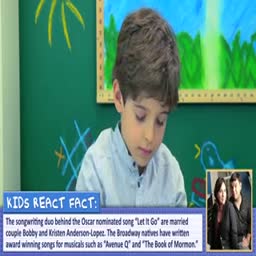 KIDS REACT FACT:
The songwriting duo behind the Oscar nominated song "Let It Go" are married
couple Bobby and Kristen Anderson-Lopez. The Broadway natives have written
award winning songs for musicals such as "Avenue Q" and "The Book of Mormon."